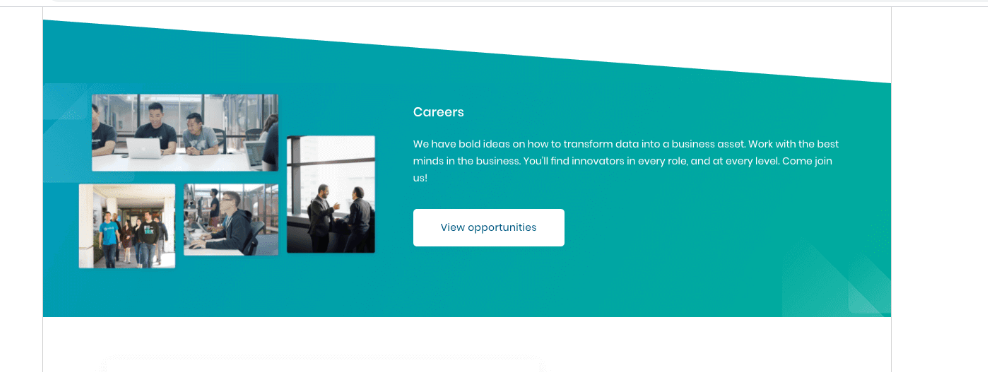 Careers
We have bold ideas on how to transform data into a business asset. Work with the best
minds in the business. You'll find innovators in every role, and at every level. Come join
us!
View opportunities